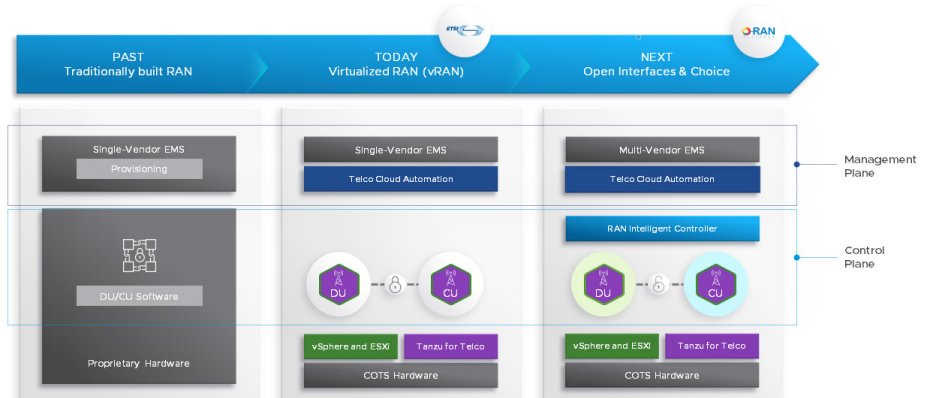 ETSI
RAN
PAST
Traditionally built RAN
TODAY
Virtualized RAN (vRAN)
NEXT
Open Interfaces & Choice
Single-Vendor EMS
Provisioning
Single-Vendor EMS
Telco Cloud Automation
Multi-Vendor EMS
Telco Cloud Automation
Management
Plane
DU/CU Software
Proprietary Hardware
DU
CU
RAN Intelligent Controller
DU
CU
Control
Plane
vSphere and ESXi
Tanzu for Telco
COTS Hardware
vSphere and ESXi
Tanzu for Telco
COTS Hardware